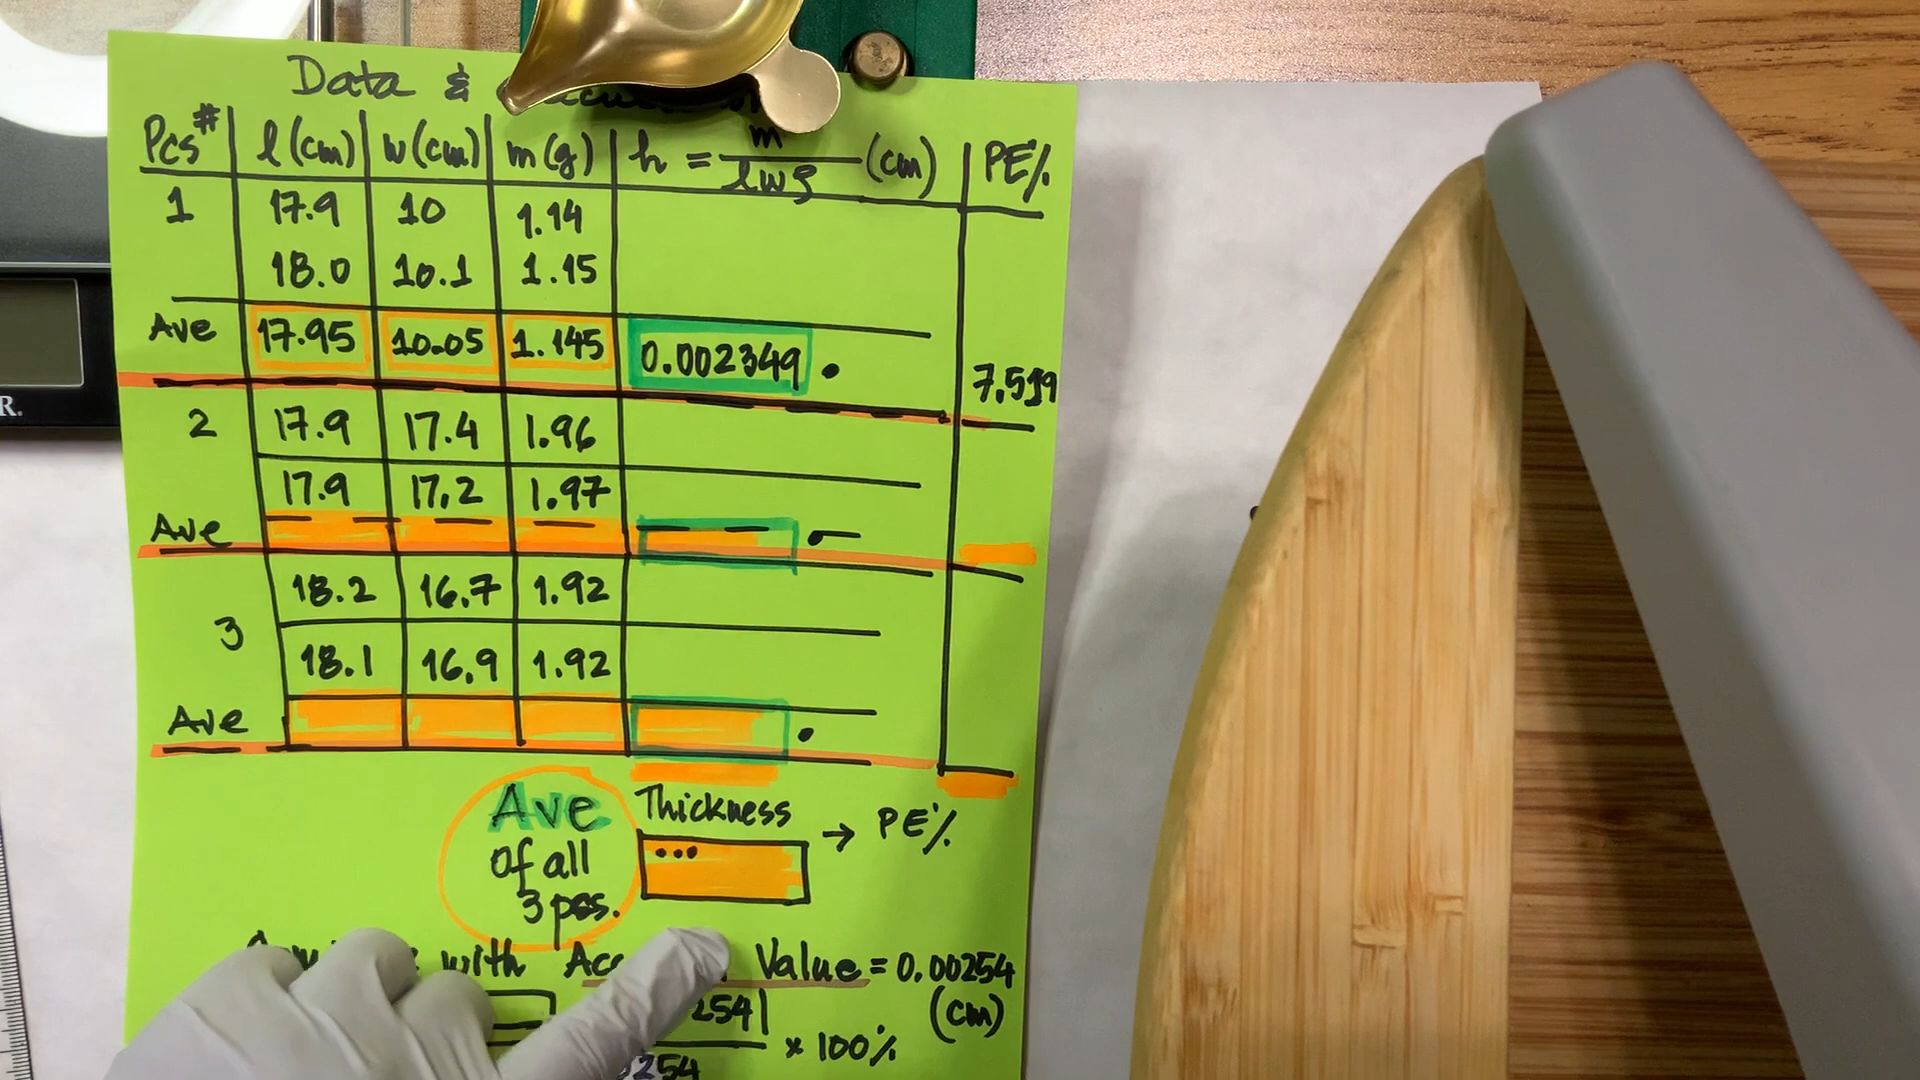 Data &
Pcs# l (cm) w (cm) m (g) h = m / lwρ (cm) PE%
1 17.9 10 1.14
18.0 10.1 1.15
Ave 17.95 10.05 1.145 0.002349 . 7.519
2 17.9 17.4 1.96
17.9 17.2 1.97
Ave
18.2 16.7 1.92
3
18.1 16.9 1.92
Ave
Ave Thickness → PE%
of all ...
3 pcs.
with Value = 0.00254
(cm)
254| × 100%
254
R.